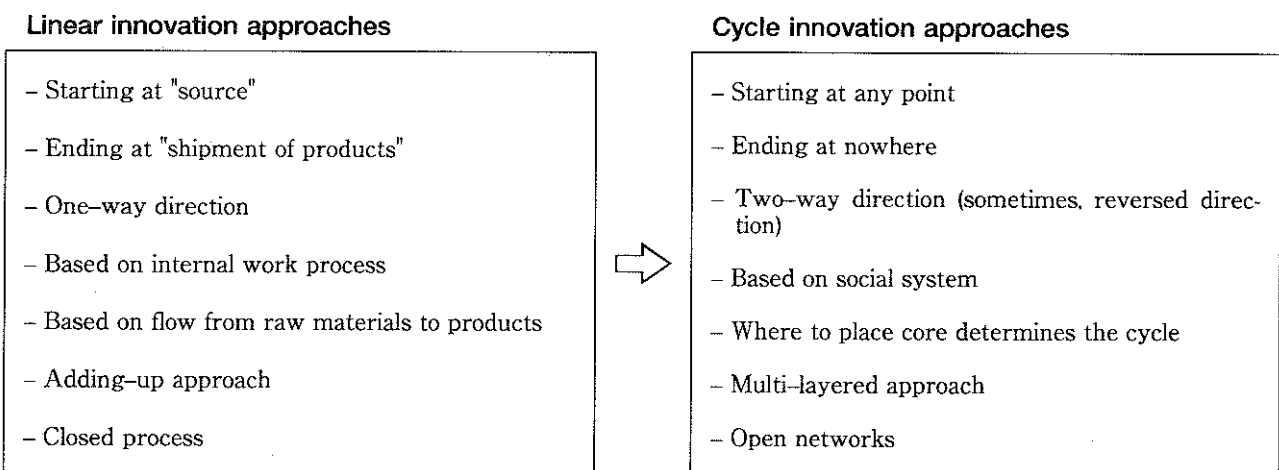 Linear innovation approaches
– Starting at "source"
– Ending at "shipment of products"
– One–way direction
– Based on internal work process
– Based on flow from raw materials to products
– Adding–up approach
– Closed process
Cycle innovation approaches
– Starting at any point
– Ending at nowhere
– Two–way direction (sometimes, reversed direc-
tion)
– Based on social system
– Where to place core determines the cycle
– Multi–layered approach
– Open networks